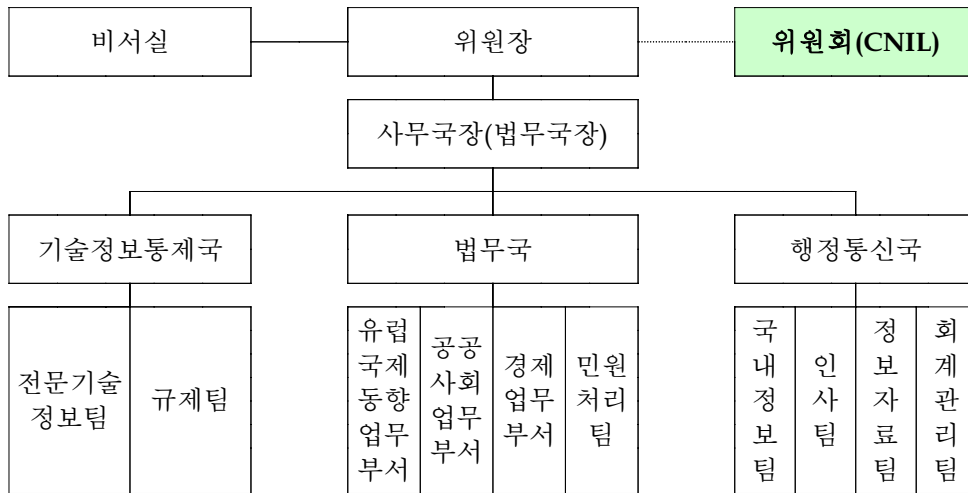 비서실
위원장
위원회(CNIL)
사무국장(법무국장)
기술정보통제국
법무국
행정통신국
전문기술
정보팀
규제팀
유럽
국제
동향
업무
부서
공공
사회
업무
부서
경제
업무
부서
민원
처리
팀
국
내
정
보
팀
인
사
팀
정
보
자
료
팀
회
계
관
리
팀